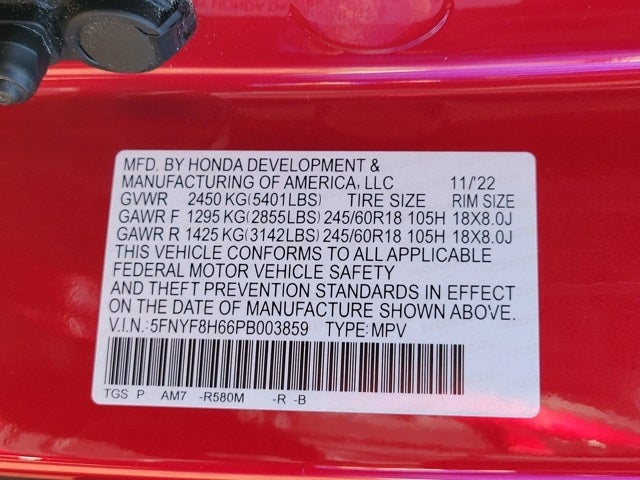 MFD. BY HONDA DEVELOPMENT &
MANUFACTURING OF AMERICA, LLC 11/'22
GVWR 2450 KG(5401LBS) TIRE SIZE RIM SIZE
GAWR F 1295 KG(2855LBS) 245/60R18 105H 18X8.0J
GAWR R 1425 KG(3142LBS) 245/60R18 105H 18X8.0J
THIS VEHICLE CONFORMS TO ALL APPLICABLE
FEDERAL MOTOR VEHICLE SAFETY
AND THEFT PREVENTION STANDARDS IN EFFECT
ON THE DATE OF MANUFACTURE SHOWN ABOVE.
V.I.N.:5FNYF8H66PB003859 TYPE:MPV
TGS P AM7 -R580M -R -B